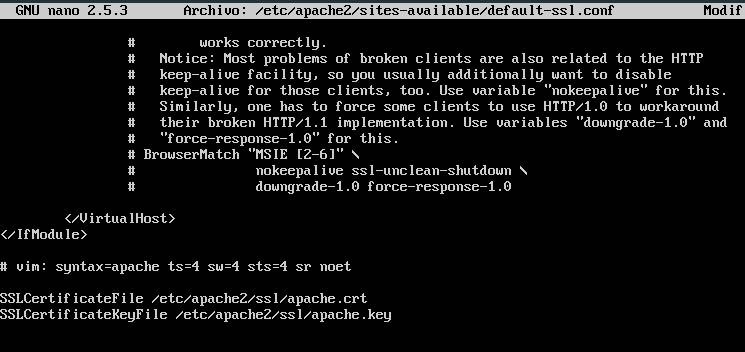 GNU nano 2.5.3 Archivo: /etc/apache2/sites-available/default-ssl.conf Modif
# works correctly.
# Notice: Most problems of broken clients are also related to the HTTP
# keep-alive facility, so you usually additionally want to disable
# keep-alive for those clients, too. Use variable "nokeepalive" for this.
# Similarly, one has to force some clients to use HTTP/1.0 to workaround
# their broken HTTP/1.1 implementation. Use variables "downgrade-1.0" and
# "force-response-1.0" for this.
# BrowserMatch "MSIE [2-6]" \
# nokeepalive ssl-unclean-shutdown \
# downgrade-1.0 force-response-1.0
</VirtualHost>
</IfModule>
# vim: syntax=apache ts=4 sw=4 sts=4 sr noet
SSLCertificateFile /etc/apache2/ssl/apache.crt
SSLCertificateKeyFile /etc/apache2/ssl/apache.key